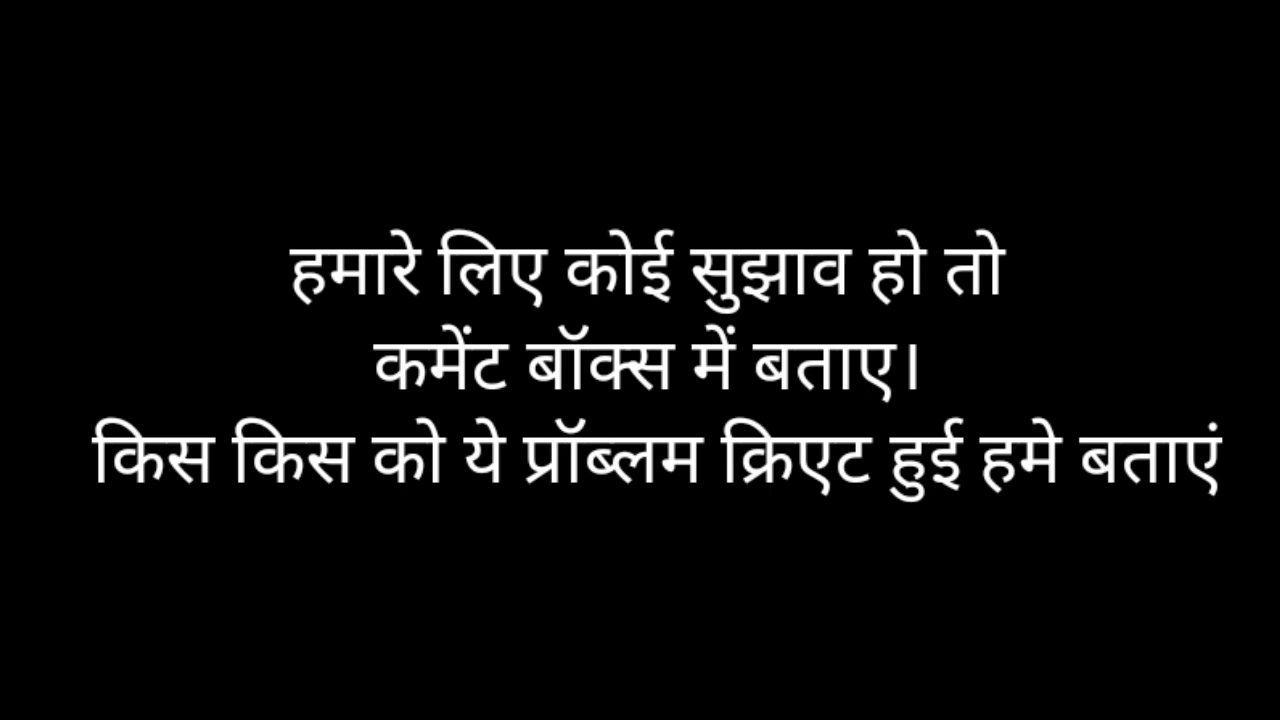 हमारे लिए कोई सुझाव हो तो
कमेंट बॉक्स में बताए।
किस किस को ये प्रॉब्लम क्रिएट हुई हमे बताएं